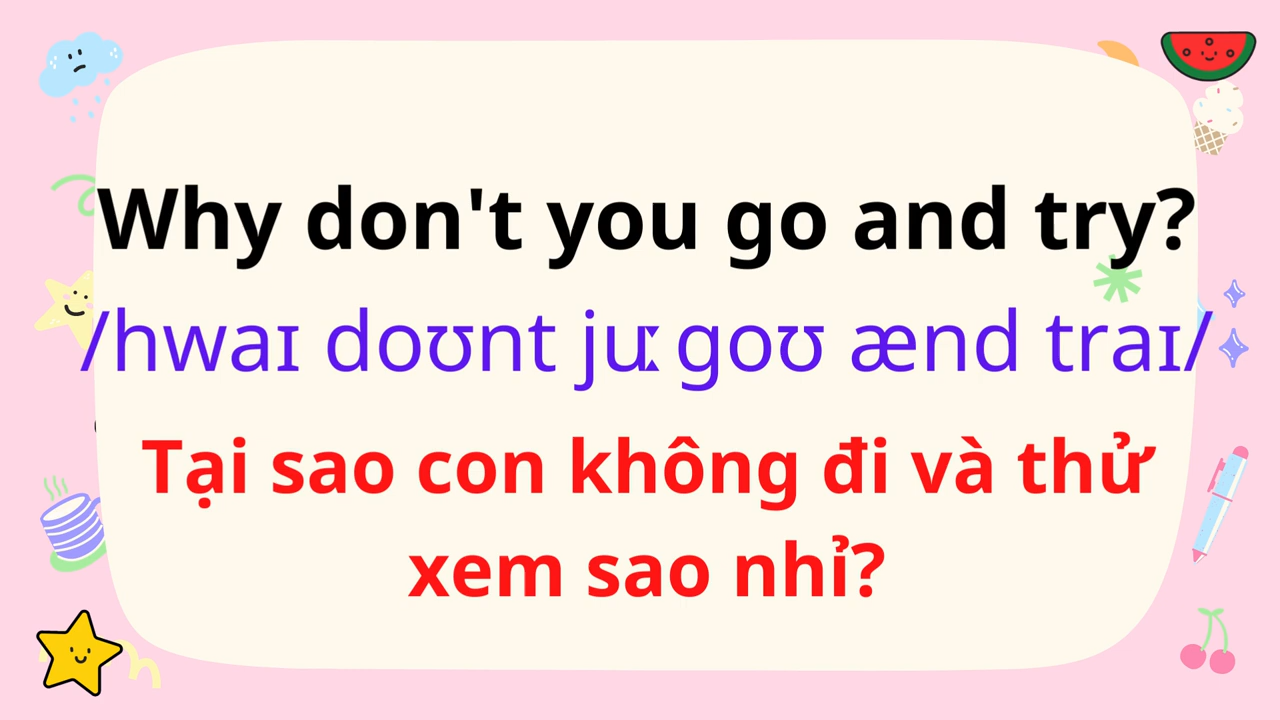 Why don't you go and try?
/hwaɪ doʊnt juː goʊ ænd traɪ/
Tại sao con không đi và thử
xem sao nhỉ?